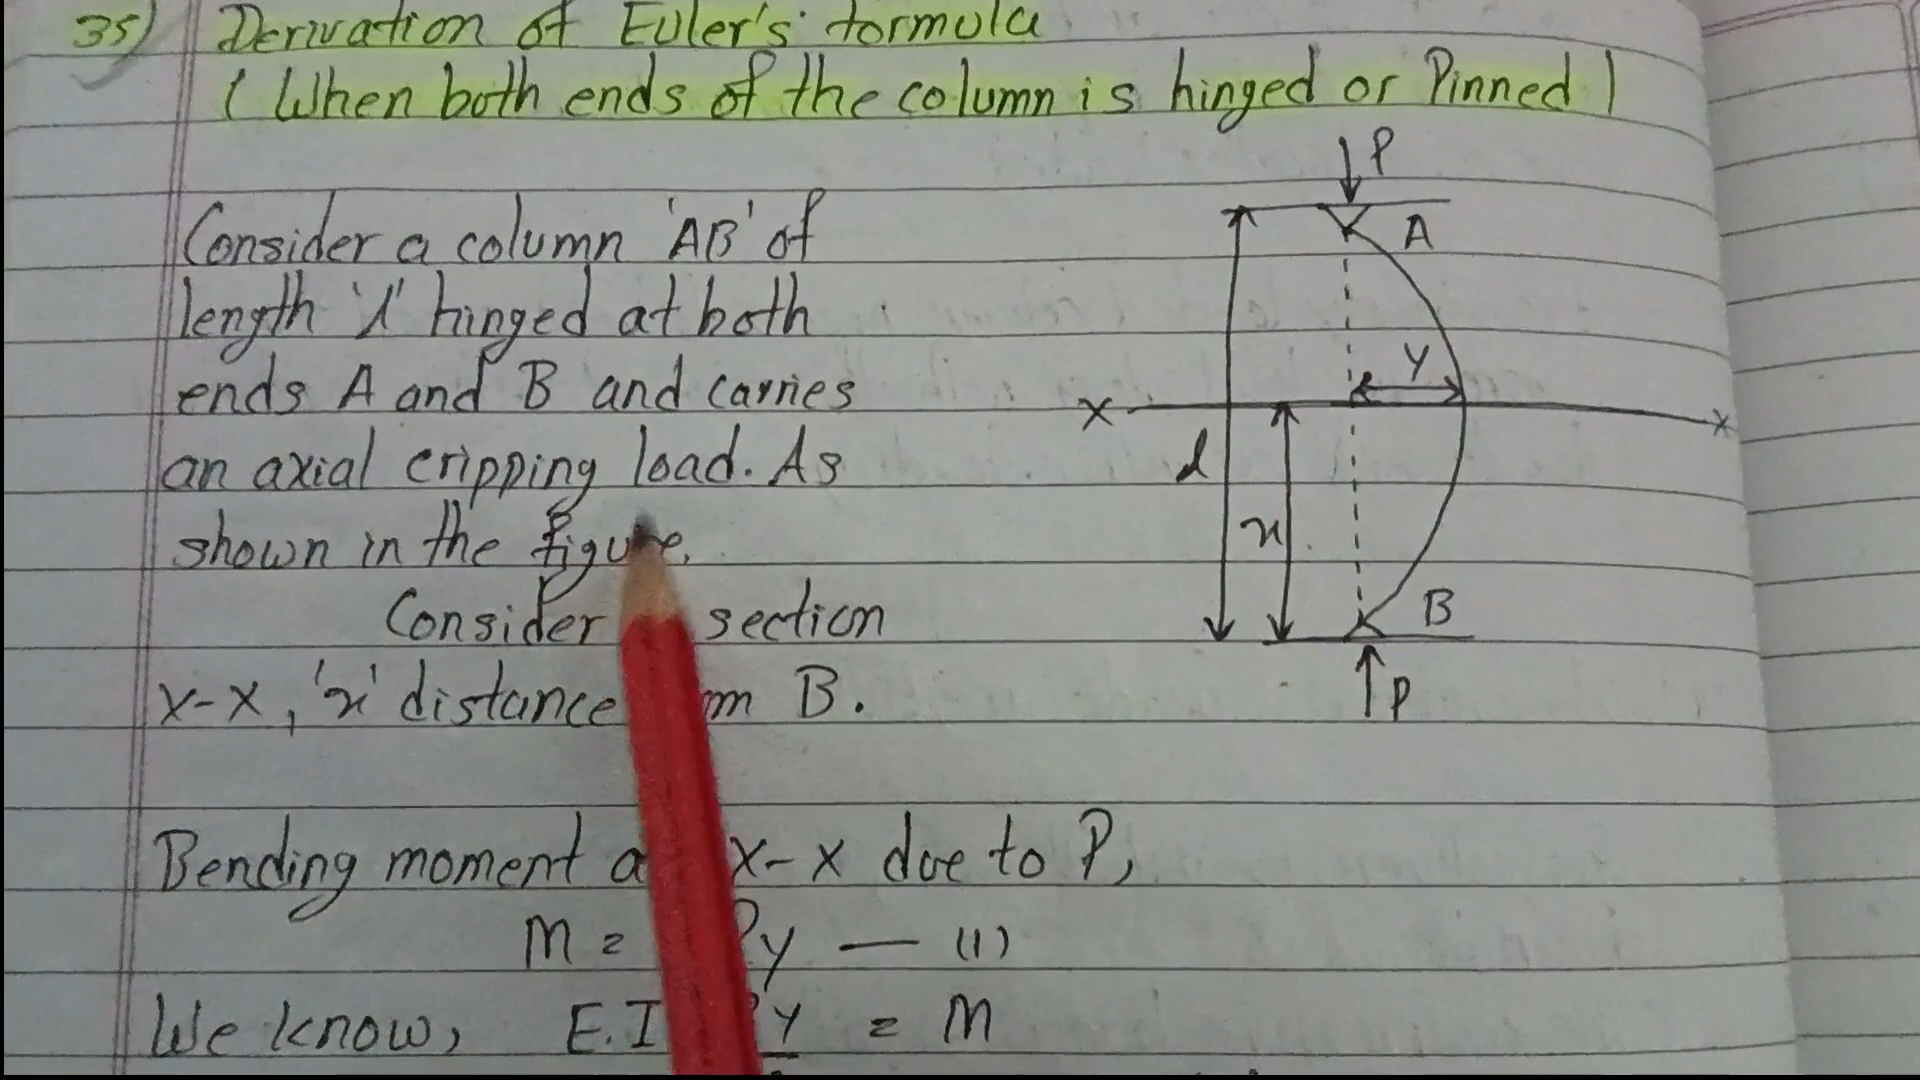 35) Derivation of Euler's formula
( When both ends of the column is hinged or Pinned )
P
Consider a column 'AB' of
A
length 'l' hinged at both
y
ends A and B and carries
x x
an axial cripping load. As
l
shown in the figure.
x
Consider section
B
x-x, 'x' distance m B.
P
Bending moment a x-x due to P,
M = Py — (1)
We know, E.I y = M